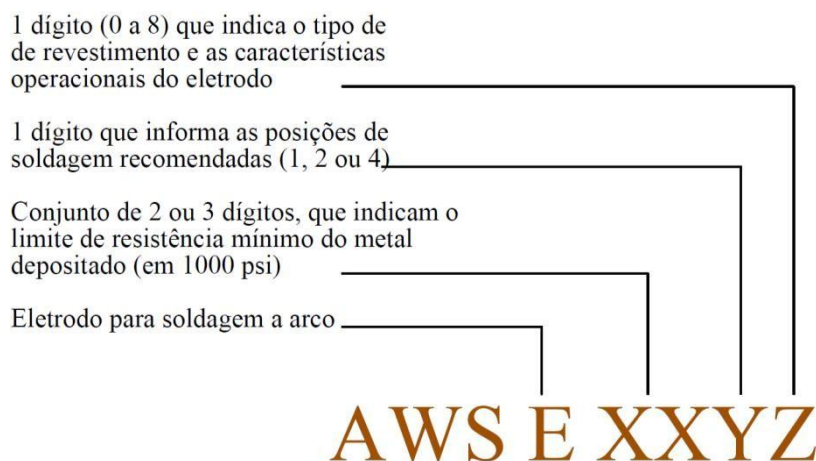 1 dígito (0 a 8) que indica o tipo de
de revestimento e as características
operacionais do eletrodo
1 dígito que informa as posições de
soldagem recomendadas (1, 2 ou 4)
Conjunto de 2 ou 3 dígitos, que indicam o
limite de resistência mínimo do metal
depositado (em 1000 psi)
Eletrodo para soldagem a arco
AWS E XXYZ